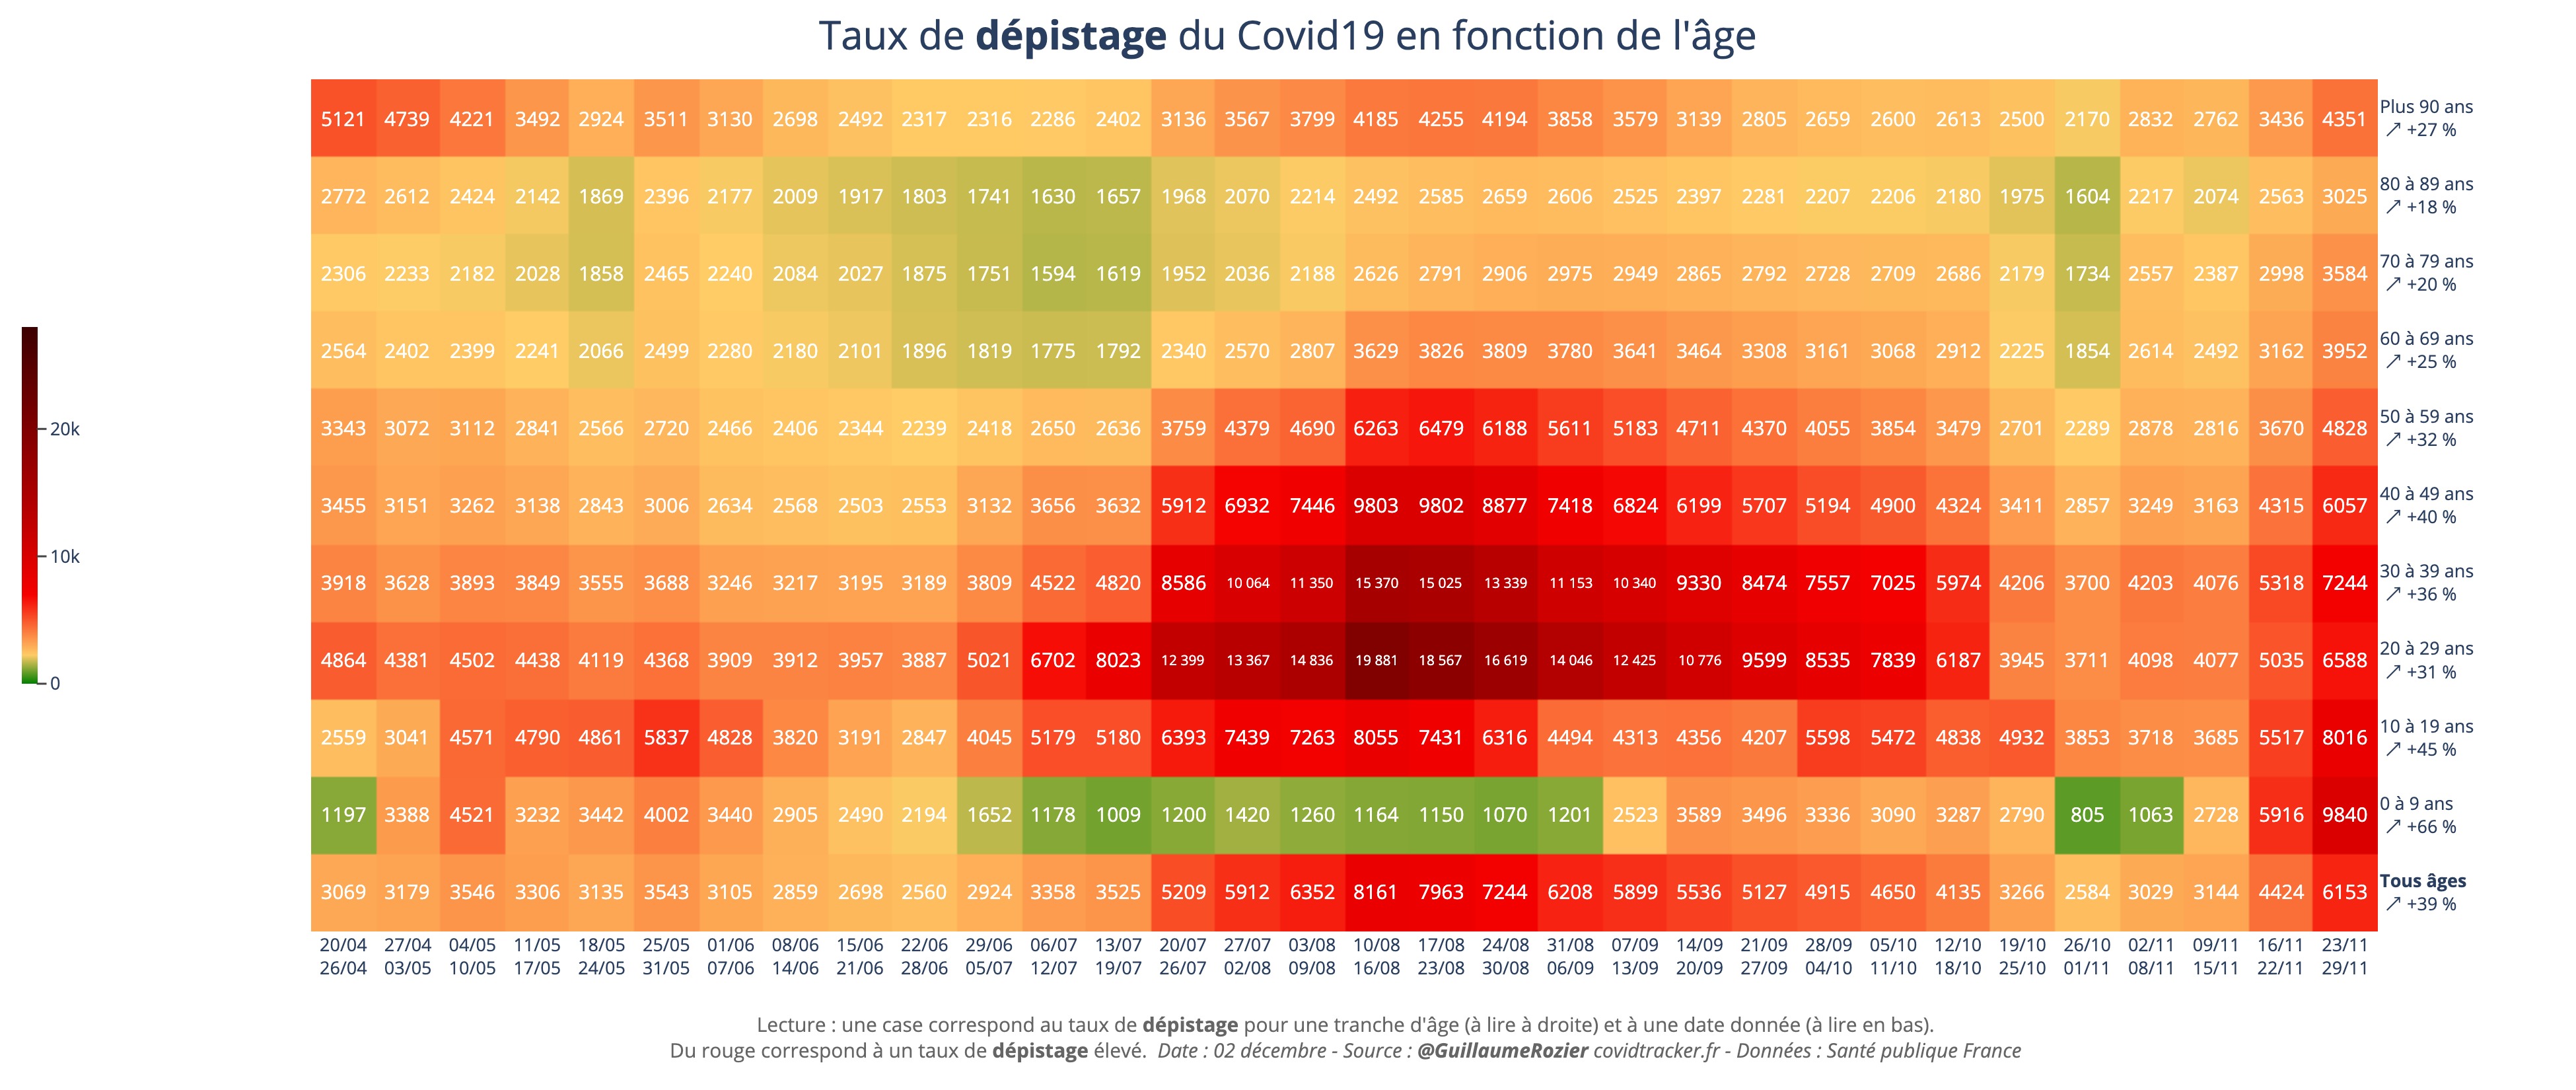 Taux de dépistage du Covid19 en fonction de l'âge
5121 4739 4221 3492 2924 3511 3130 2698 2492 2317 2316 2286 2402 3136 3567 3799 4185 4255 4194 3858 3579 3139 2805 2659 2600 2613 2500 2170 2832 2762 3436 4351
Plus 90 ans
↗ +27 %
2772 2612 2424 2142 1869 2396 2177 2009 1917 1803 1741 1630 1657 1968 2070 2214 2492 2585 2659 2606 2525 2397 2281 2207 2206 2180 1975 1604 2217 2074 2563 3025
80 à 89 ans
↗ +18 %
2306 2233 2182 2028 1858 2465 2240 2084 2027 1875 1751 1594 1619 1952 2036 2188 2626 2791 2906 2975 2949 2865 2792 2728 2709 2686 2179 1734 2557 2387 2998 3584
70 à 79 ans
↗ +20 %
2564 2402 2399 2241 2066 2499 2280 2180 2101 1896 1819 1775 1792 2340 2570 2807 3629 3826 3809 3780 3641 3464 3308 3161 3068 2912 2225 1854 2614 2492 3162 3952
60 à 69 ans
↗ +25 %
3343 3072 3112 2841 2566 2720 2466 2406 2344 2239 2418 2650 2636 3759 4379 4690 6263 6479 6188 5611 5183 4711 4370 4055 3854 3479 2701 2289 2878 2816 3670 4828
50 à 59 ans
↗ +32 %
3455 3151 3262 3138 2843 3006 2634 2568 2503 2553 3132 3656 3632 5912 6932 7446 9803 9802 8877 7418 6824 6199 5707 5194 4900 4324 3411 2857 3249 3163 4315 6057
40 à 49 ans
↗ +40 %
3918 3628 3893 3849 3555 3688 3246 3217 3195 3189 3809 4522 4820 8586 10 064 11 350 15 370 15 025 13 339 11 153 10 340 9330 8474 7557 7025 5974 4206 3700 4203 4076 5318 7244
30 à 39 ans
↗ +36 %
4864 4381 4502 4438 4119 4368 3909 3912 3957 3887 5021 6702 8023 12 399 13 367 14 836 19 881 18 567 16 619 14 046 12 425 10 776 9599 8535 7839 6187 3945 3711 4098 4077 5035 6588
20 à 29 ans
↗ +31 %
2559 3041 4571 4790 4861 5837 4828 3820 3191 2847 4045 5179 5180 6393 7439 7263 8055 7431 6316 4494 4313 4356 4207 5598 5472 4838 4932 3853 3718 3685 5517 8016
10 à 19 ans
↗ +45 %
1197 3388 4521 3232 3442 4002 3440 2905 2490 2194 1652 1178 1009 1200 1420 1260 1164 1150 1070 1201 2523 3589 3496 3336 3090 3287 2790 805 1063 2728 5916 9840
0 à 9 ans
↗ +66 %
3069 3179 3546 3306 3135 3543 3105 2859 2698 2560 2924 3358 3525 5209 5912 6352 8161 7963 7244 6208 5899 5536 5127 4915 4650 4135 3266 2584 3029 3144 4424 6153
Tous âges
↗ +39 %
20/04 27/04 04/05 11/05 18/05 25/05 01/06 08/06 15/06 22/06 29/06 06/07 13/07 20/07 27/07 03/08 10/08 17/08 24/08 31/08 07/09 14/09 21/09 28/09 05/10 12/10 19/10 26/10 02/11 09/11 16/11 23/11
26/04 03/05 10/05 17/05 24/05 31/05 07/06 14/06 21/06 28/06 05/07 12/07 19/07 26/07 02/08 09/08 16/08 23/08 30/08 06/09 13/09 20/09 27/09 04/10 11/10 18/10 25/10 01/11 08/11 15/11 22/11 29/11
20k
10k
0
Lecture : une case correspond au taux de dépistage pour une tranche d'âge (à lire à droite) et à une date donnée (à lire en bas).
Du rouge correspond à un taux de dépistage élevé. Date : 02 décembre - Source : @GuillaumeRozier covidtracker.fr - Données : Santé publique France